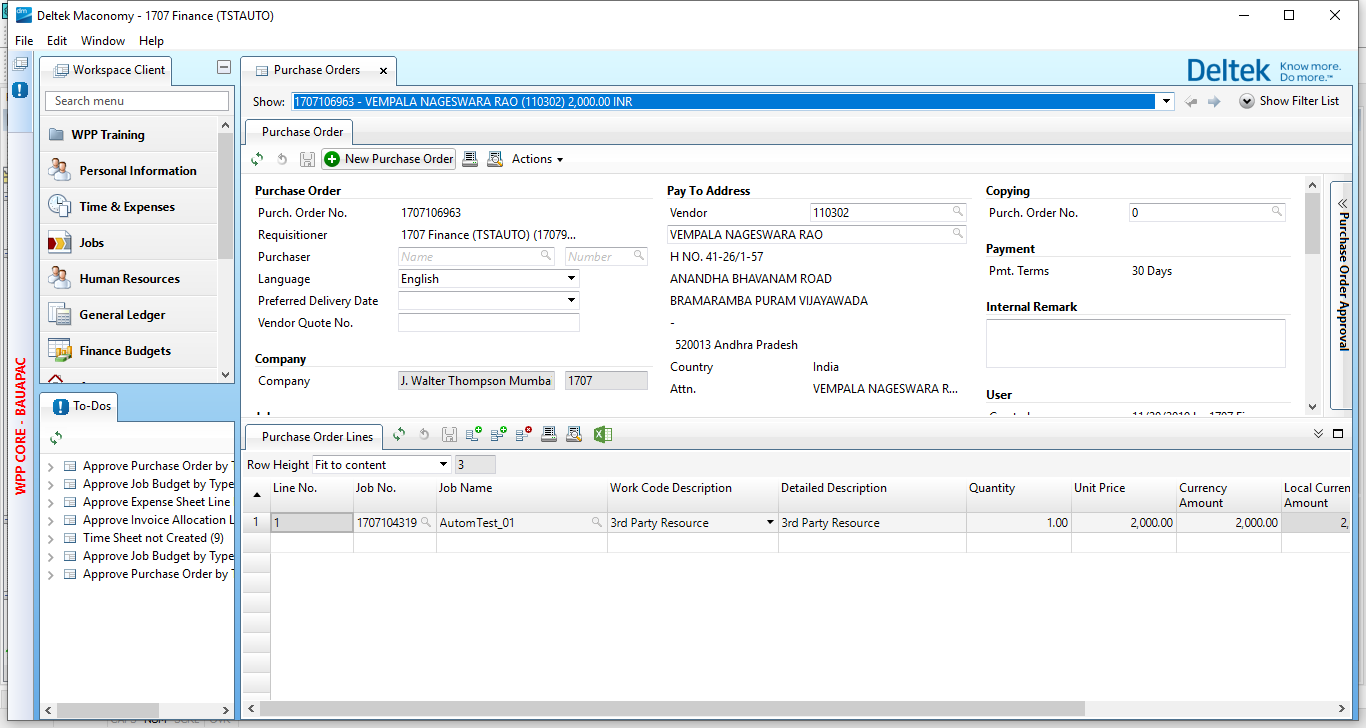 Deltek Maconomy - 1707 Finance (TSTAUTO)
File Edit Window Help
Workspace Client
Search menu
WPP Training
Personal Information
Time & Expenses
Jobs
Human Resources
General Ledger
Finance Budgets
WPP CORE - BAUAPAC
To-Dos
Approve Purchase Order by T
Approve Job Budget by Type
Approve Expense Sheet Line
Approve Invoice Allocation L
Time Sheet not Created (9)
Approve Job Budget by Type
Approve Purchase Order by T
Purchase Orders
Deltek Know more. Do more.™
Show: 1707106963 - VEMPALA NAGESWARA RAO (110302) 2,000.00 INR
Show Filter List
Purchase Order
New Purchase Order Actions
Purchase Order
Purch. Order No. 1707106963
Requisitioner 1707 Finance (TSTAUTO) (17079...
Purchaser Name Number
Language English
Preferred Delivery Date
Vendor Quote No.
Company
Company J. Walter Thompson Mumba 1707
Pay To Address
Vendor 110302
VEMPALA NAGESWARA RAO
H NO. 41-26/1-57
ANANDHA BHAVANAM ROAD
BRAMARAMBA PURAM VIJAYAWADA
-
520013 Andhra Pradesh
Country India
Attn. VEMPALA NAGESWARA R...
Copying
Purch. Order No. 0
Payment
Pmt. Terms 30 Days
Internal Remark
User
Purchase Order Approval
Purchase Order Lines
Row Height Fit to content 3
Line No. Job No. Job Name Work Code Description Detailed Description Quantity Unit Price Currency Amount Local Curren Amount
1 1 1707104319 AutomTest_01 3rd Party Resource 3rd Party Resource 1.00 2,000.00 2,000.00 2,